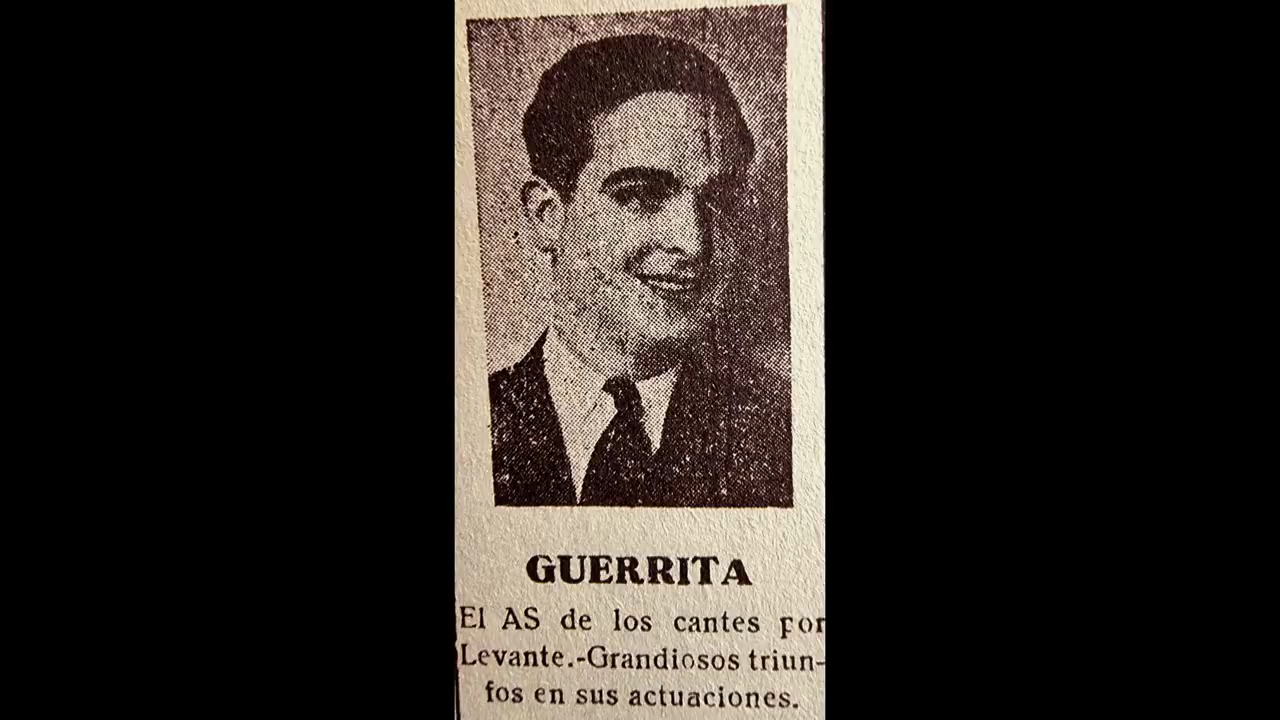 GUERRITA
El AS de los cantes por
Levante.-Grandiosos triun-
fos en sus actuaciones.